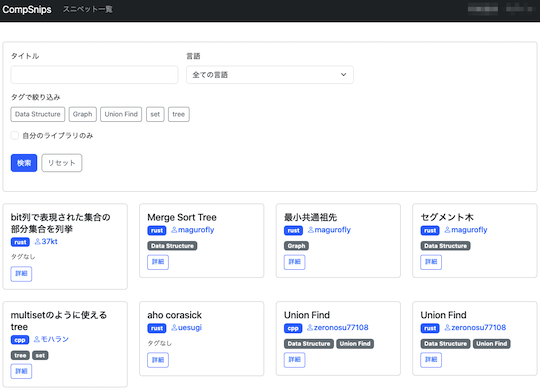 CompSnips スニペット一覧
タイトル 言語
全ての言語
タグで絞り込み
Data Structure Graph Union Find set tree
自分のライブラリのみ
検索 リセット
bit列で表現された集合の
部分集合を列挙
rust 37kt
タグなし
詳細
Merge Sort Tree
rust magurofly
Data Structure
詳細
最小共通祖先
rust magurofly
Graph
詳細
セグメント木
rust magurofly
Data Structure
詳細
multisetのように使える
tree
cpp モハラン
tree set
詳細
aho corasick
rust uesugi
タグなし
詳細
Union Find
cpp zeronosu77108
Data Structure Union Find
詳細
Union Find
rust zeronosu77108
Data Structure Union Find
詳細